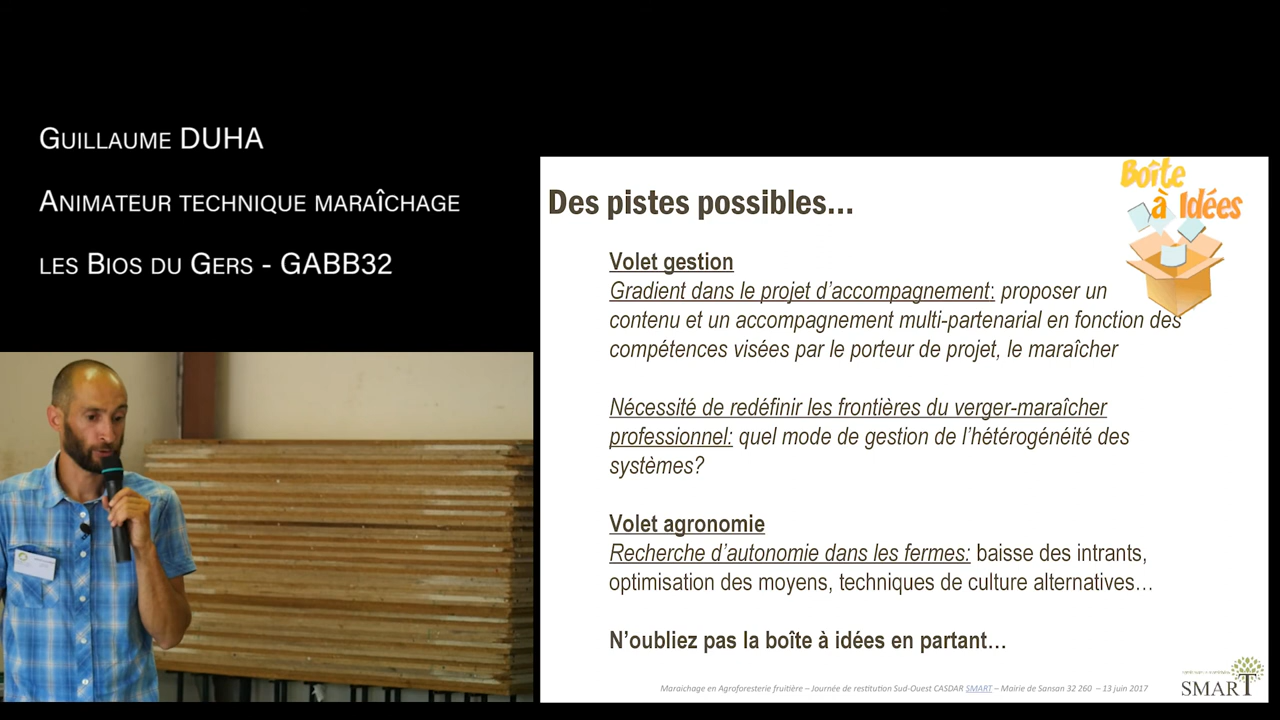 Guillaume DUHA
Animateur technique maraîchage
les Bios du Gers - GABB32
Des pistes possibles…
Boîte
à Idées
Volet gestion
Gradient dans le projet d’accompagnement: proposer un
contenu et un accompagnement multi-partenarial en fonction des
compétences visées par le porteur de projet, le maraîcher
Nécessité de redéfinir les frontières du verger-maraîcher
professionnel: quel mode de gestion de l’hétérogénéité des
systèmes?
Volet agronomie
Recherche d’autonomie dans les fermes: baisse des intrants,
optimisation des moyens, techniques de culture alternatives…
N’oubliez pas la boîte à idées en partant…
Maraichage en Agroforesterie fruitière – Journée de restitution Sud-Ouest CASDAR SMART – Mairie de Sansan 32 260 – 13 juin 2017
SMART